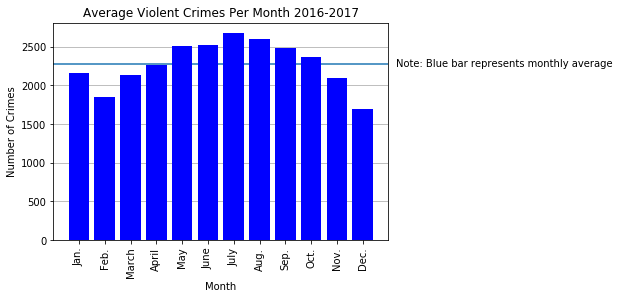 Average Violent Crimes Per Month 2016-2017
Number of Crimes
2500
2000
1500
1000
500
0
Note: Blue bar represents monthly average
Jan.
Feb.
March
April
May
June
July
Aug.
Sep.
Oct.
Nov.
Dec.
Month